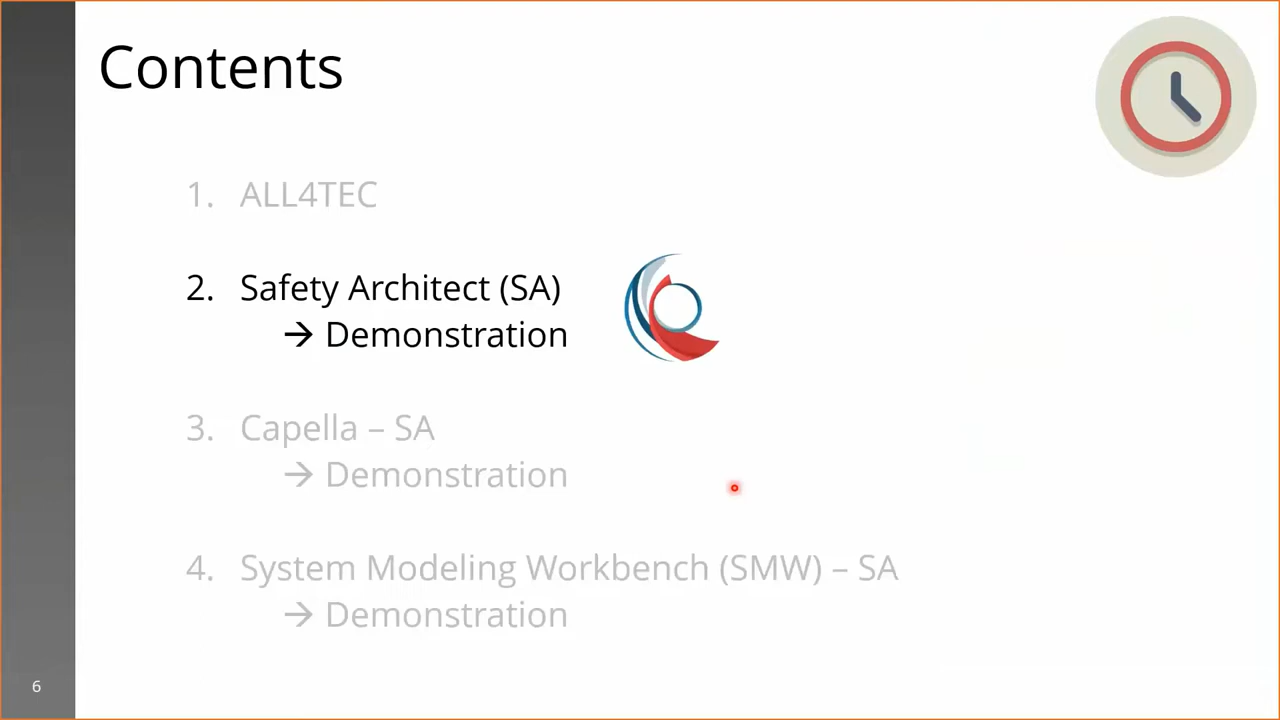 Contents
1. ALL4TEC
2. Safety Architect (SA)
→ Demonstration
3. Capella – SA
→ Demonstration
4. System Modeling Workbench (SMW) – SA
→ Demonstration
6